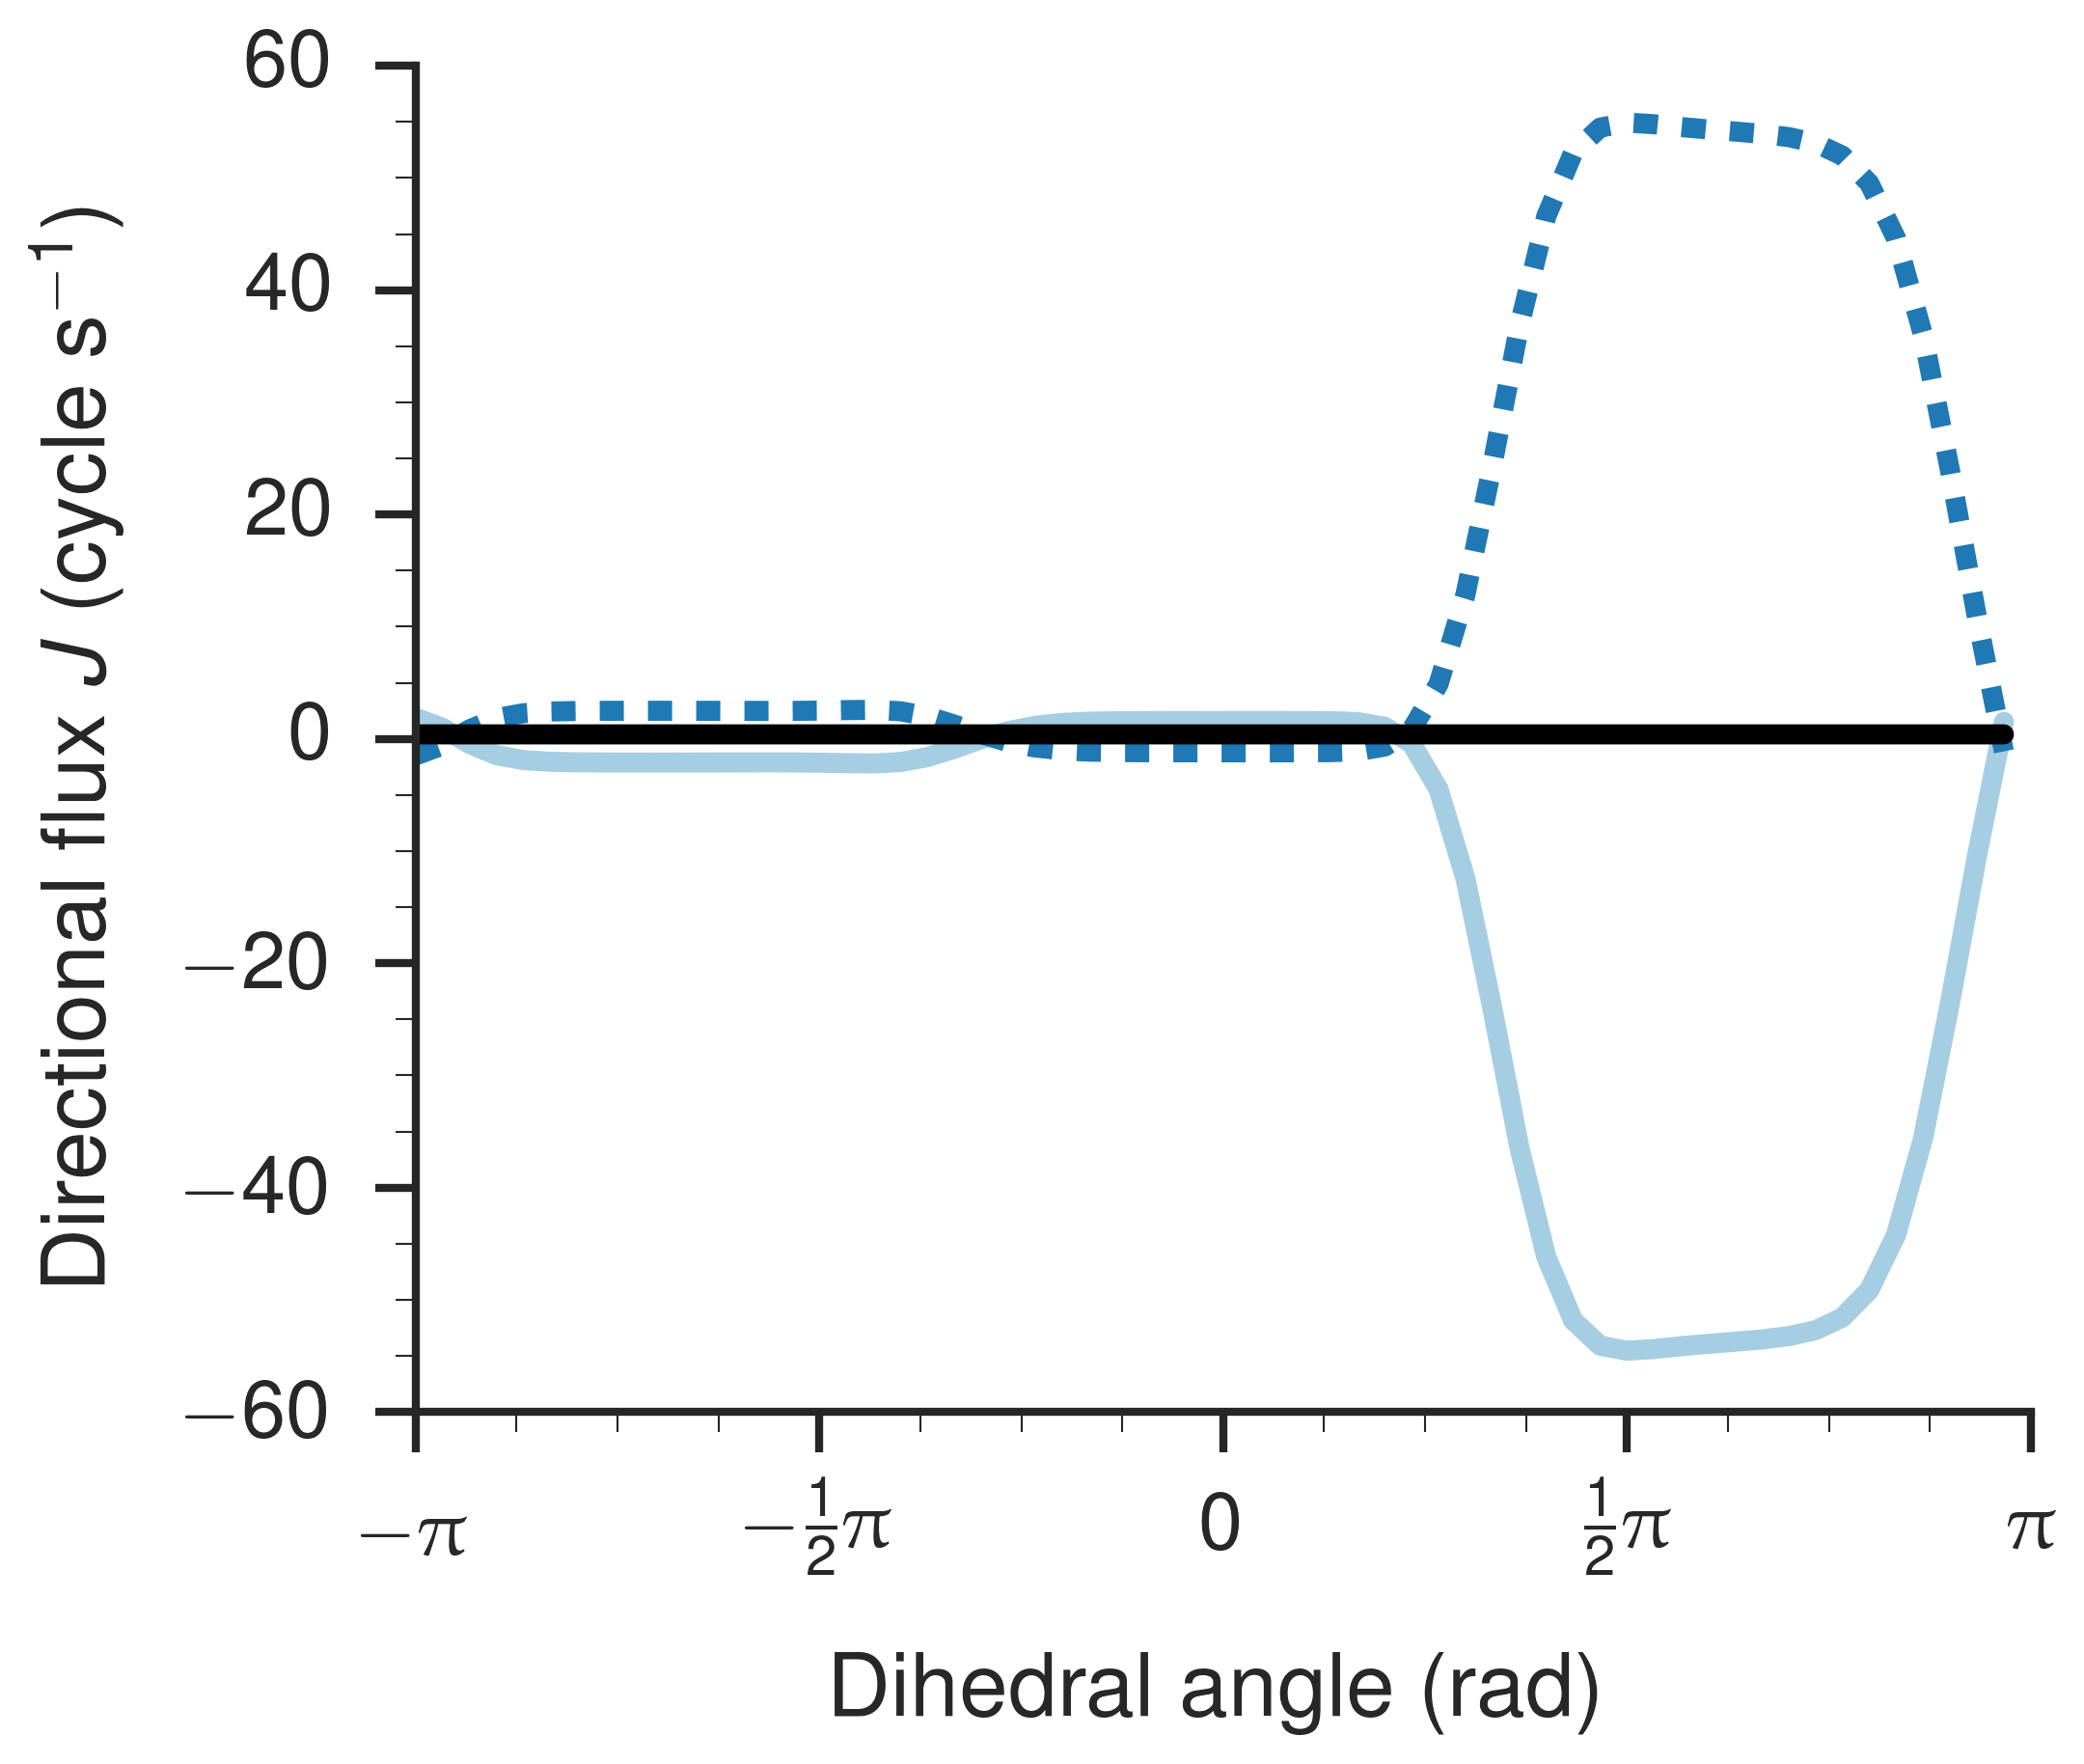 Directional flux J (cycle s⁻¹)
60
40
20
0
−20
−40
−60
−π
−½π
0
½π
π
Dihedral angle (rad)